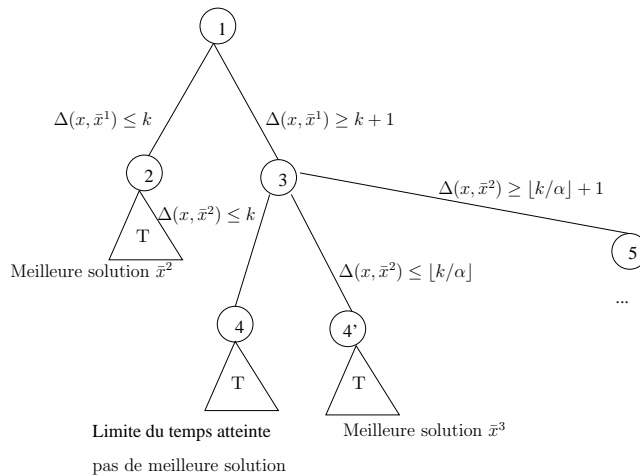 1
Δ(x, x̄¹) ≤ k
Δ(x, x̄¹) ≥ k + 1
2
3
Δ(x, x̄²) ≤ k
Δ(x, x̄²) ≥ ⌊k/α⌋ + 1
T
5
Meilleure solution x̄²
Δ(x, x̄²) ≤ ⌊k/α⌋
...
4
4'
T
T
Limite du temps atteinte
Meilleure solution x̄³
pas de meilleure solution